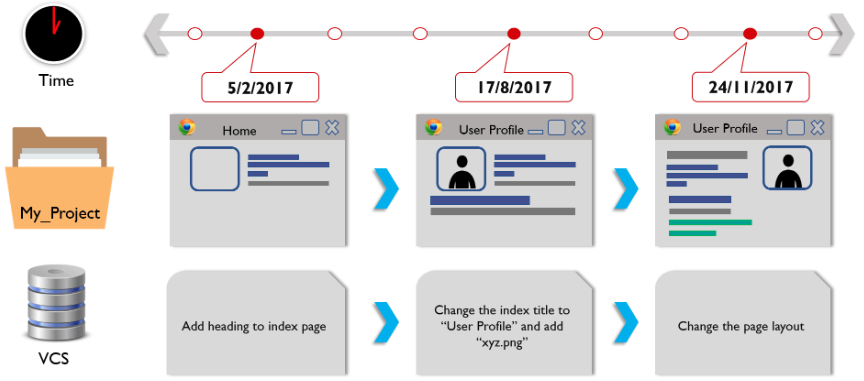 Time
5/2/2017
17/8/2017
24/11/2017
My_Project
Home
User Profile
User Profile
VCS
Add heading to index page
Change the index title to
“User Profile” and add
“xyz.png”
Change the page layout